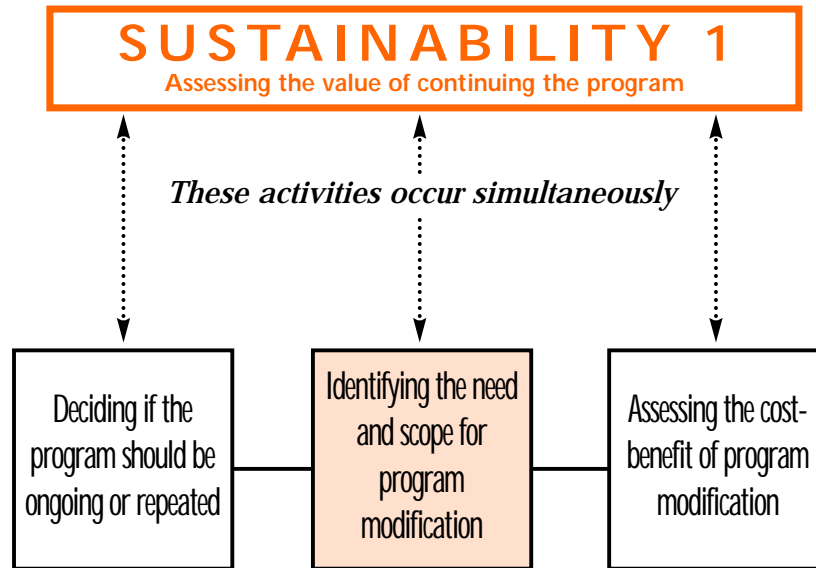 SUSTAINABILITY 1
Assessing the value of continuing the program
These activities occur simultaneously
Deciding if the
program should be
ongoing or repeated
Identifying the need
and scope for
program
modification
Assessing the cost-
benefit of program
modification